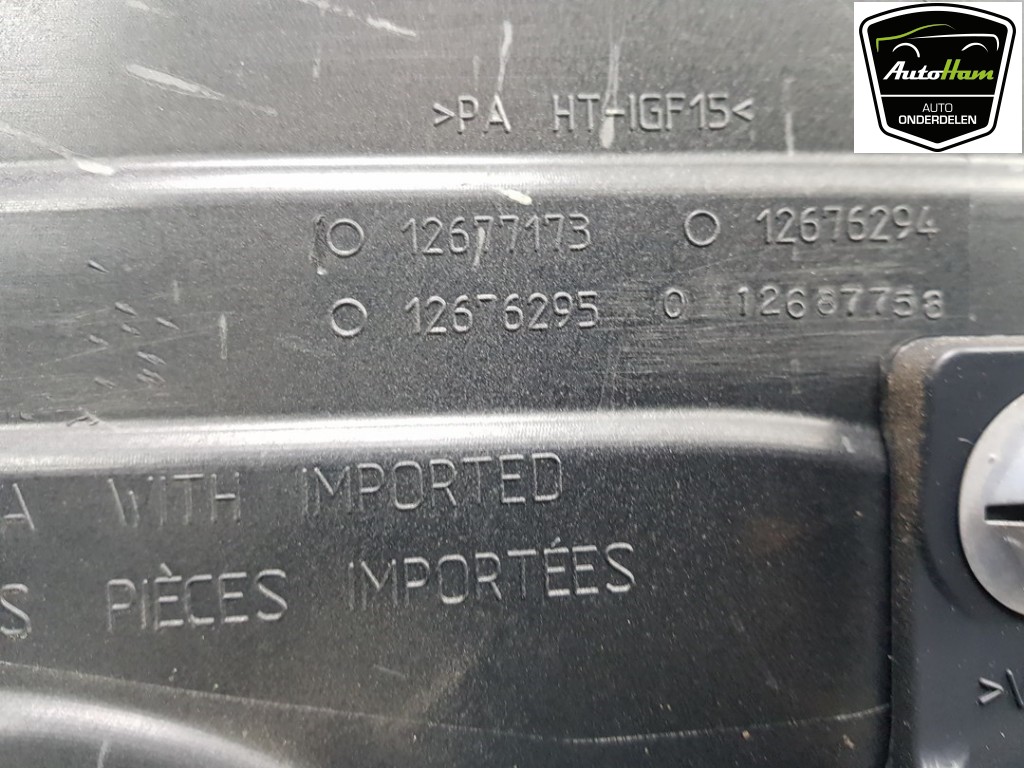 AutoHam
AUTO
ONDERDELEN
>PA HT-IGF15<
O 12677173 O 12676294
O 12676295 O 12687758
A WITH IMPORTED
S PIÈCES IMPORTÉES